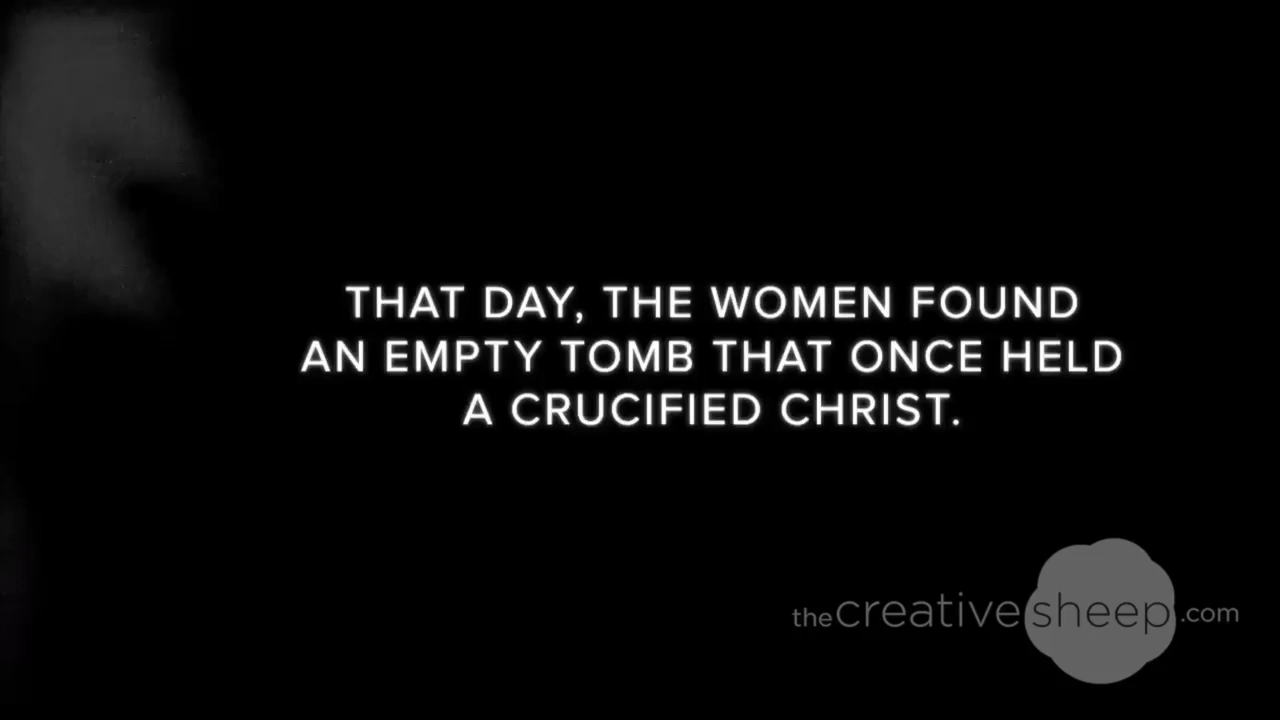 THAT DAY, THE WOMEN FOUND
AN EMPTY TOMB THAT ONCE HELD
A CRUCIFIED CHRIST.
thecreativesheep.com